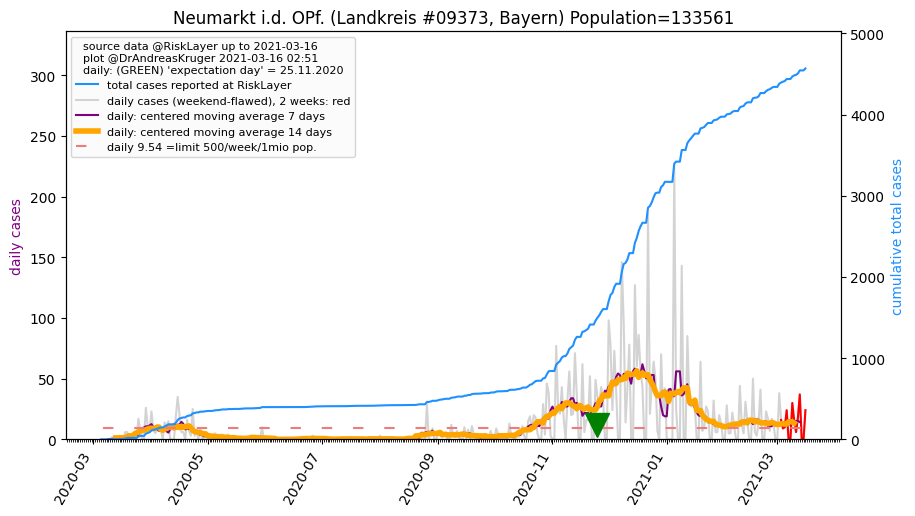 Neumarkt i.d. OPf. (Landkreis #09373, Bayern) Population=133561
source data @RiskLayer up to 2021-03-16
plot @DrAndreasKruger 2021-03-16 02:51
daily: (GREEN) 'expectation day' = 25.11.2020
total cases reported at RiskLayer
daily cases (weekend-flawed), 2 weeks: red
daily: centered moving average 7 days
daily: centered moving average 14 days
daily 9.54 =limit 500/week/1mio pop.
daily cases
300
250
200
150
100
50
0
5000
4000
3000
2000
1000
0
cumulative total cases
2020-03
2020-05
2020-07
2020-09
2020-11
2021-01
2021-03